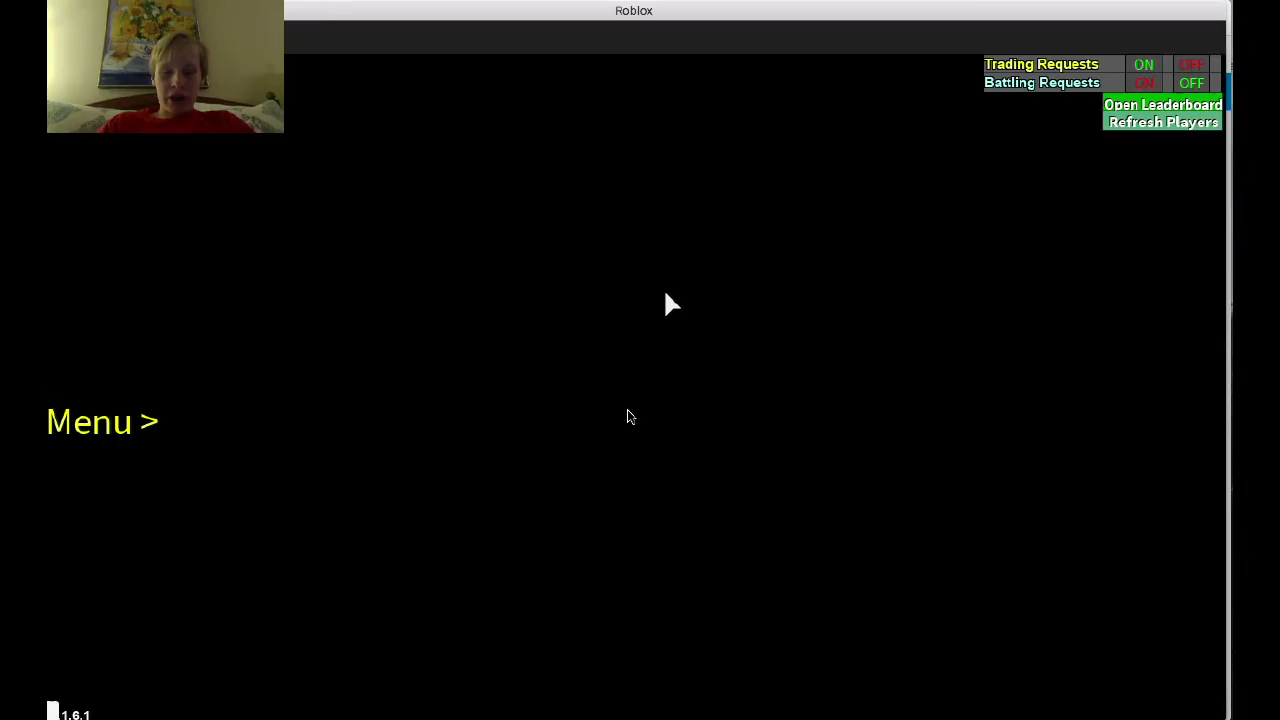 Roblox
Trading Requests ON OFF
Battling Requests ON OFF
Open Leaderboard
Refresh Players
Menu >
1.6.1